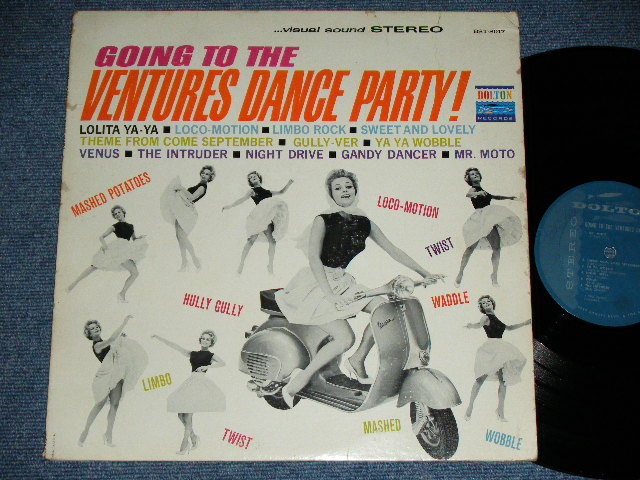 ...visual sound STEREO
BST-8017
GOING TO THE
VENTURES DANCE PARTY!
DOLTON
RECORDS
LOLITA YA-YA ■ LOCO-MOTION ■ LIMBO ROCK ■ SWEET AND LOVELY
THEME FROM COME SEPTEMBER ■ GULLY-VER ■ YA YA WOBBLE
VENUS ■ THE INTRUDER ■ NIGHT DRIVE ■ GANDY DANCER ■ MR. MOTO
MASHED POTATOES
LOCO-MOTION
TWIST
HULLY GULLY
WADDLE
LIMBO
TWIST
MASHED
WOBBLE
Vespa
DOLTON
STEREO